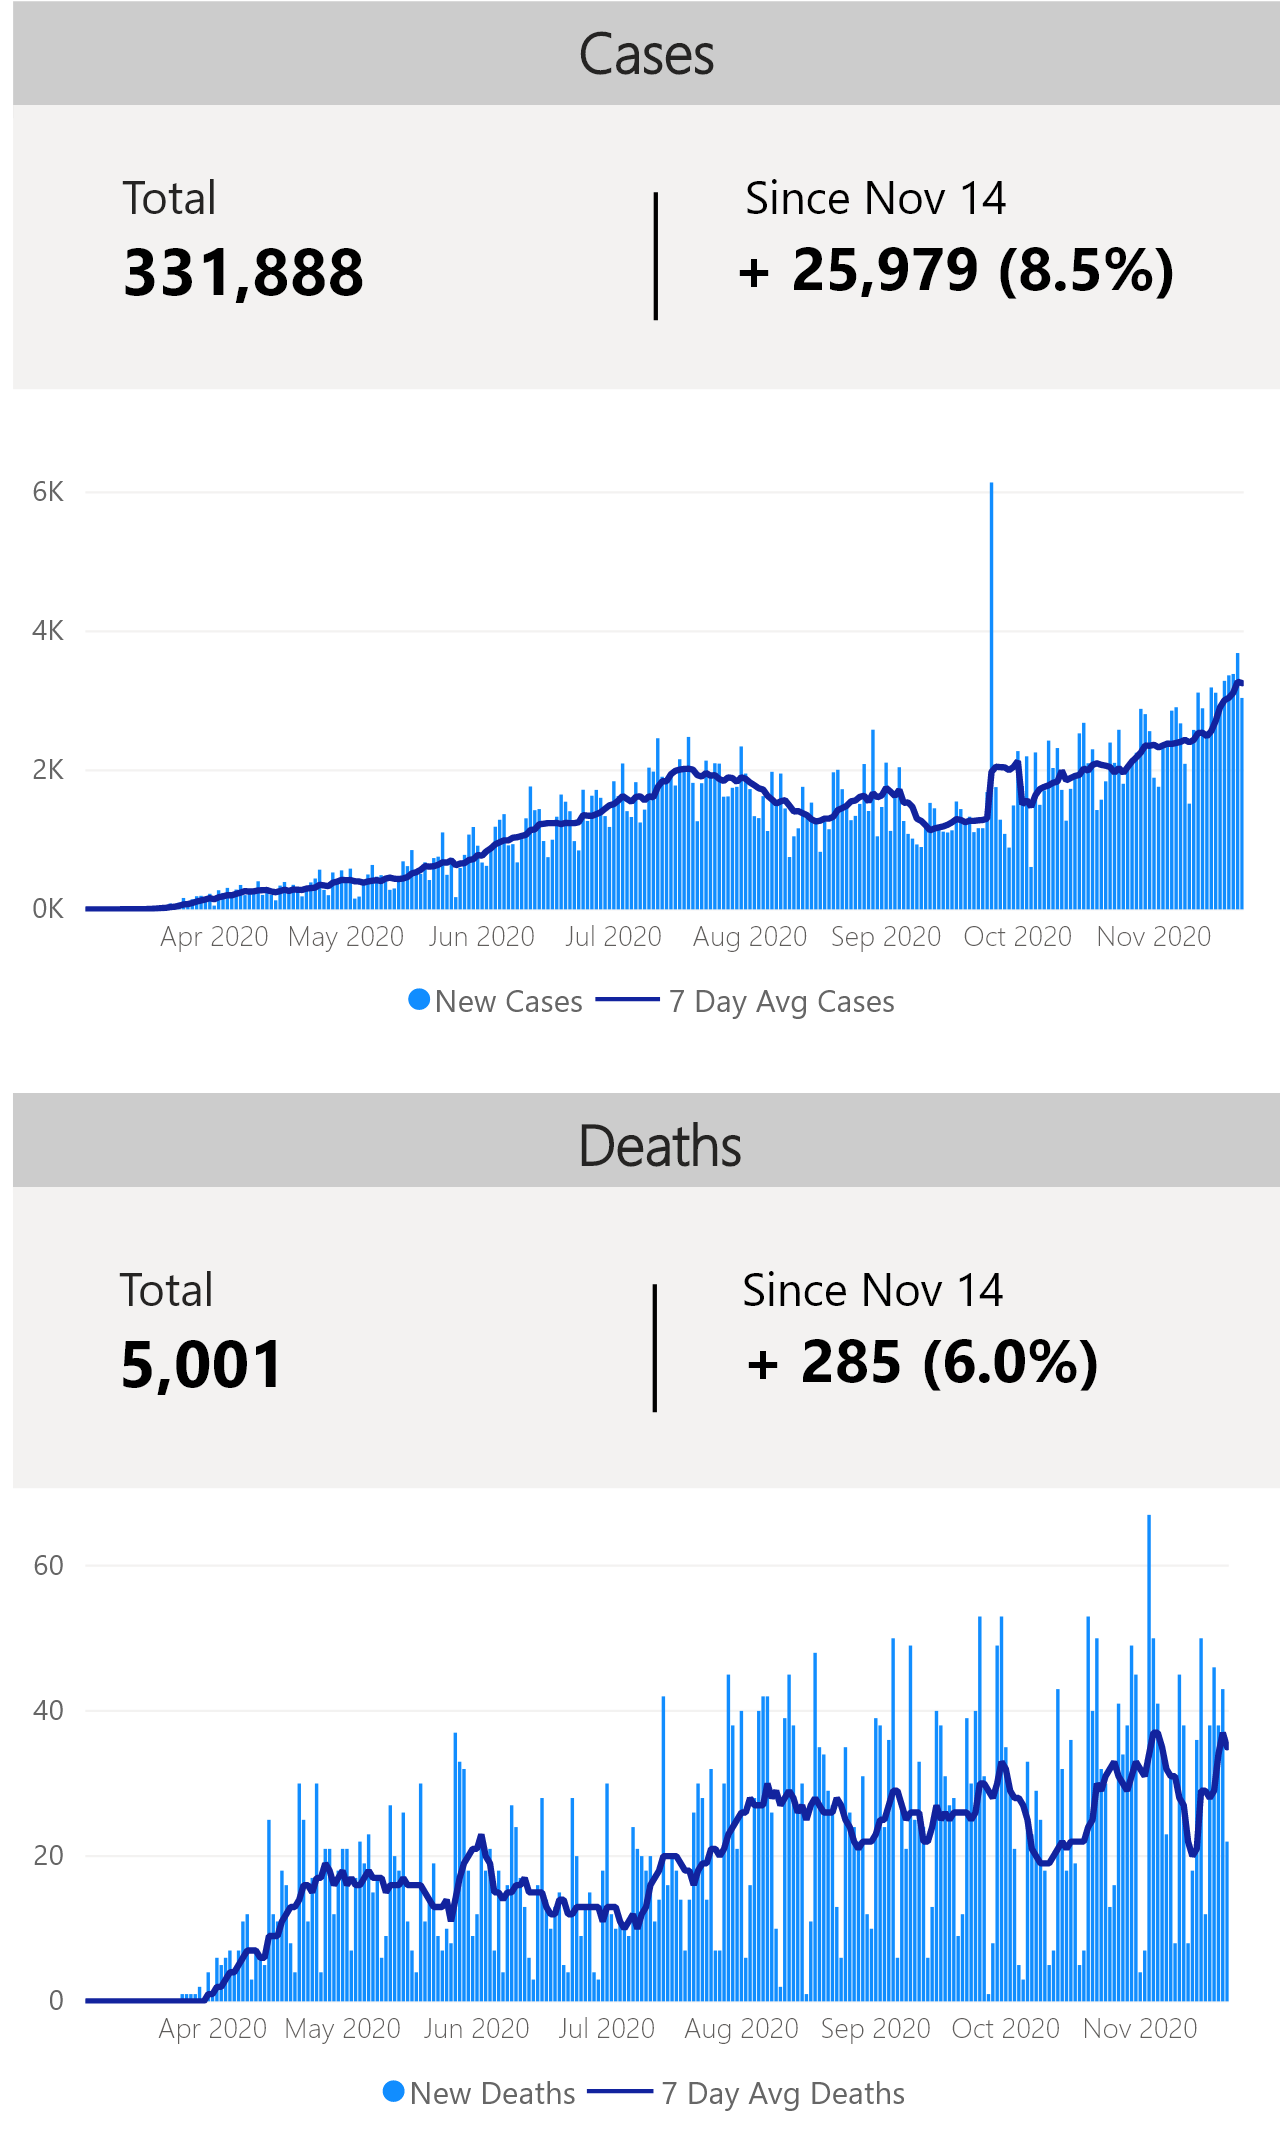 Cases
Total
Since Nov 14
331,888
+ 25,979 (8.5%)
6K
4K
2K
0K
Apr 2020 May 2020 Jun 2020 Jul 2020 Aug 2020 Sep 2020 Oct 2020 Nov 2020
New Cases 7 Day Avg Cases
Deaths
Total
Since Nov 14
5,001
+ 285 (6.0%)
60
40
20
0
Apr 2020 May 2020 Jun 2020 Jul 2020 Aug 2020 Sep 2020 Oct 2020 Nov 2020
New Deaths 7 Day Avg Deaths